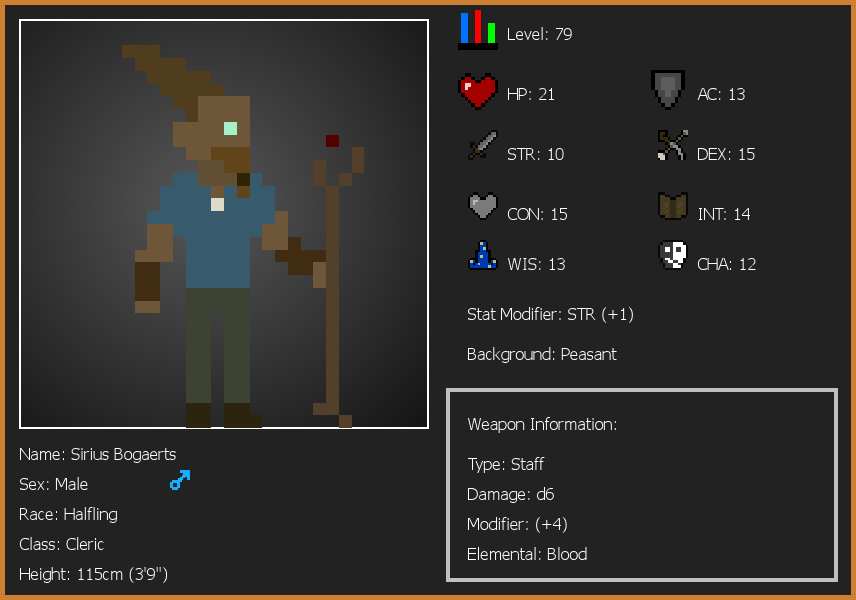 Level: 79
HP: 21
AC: 13
STR: 10
DEX: 15
CON: 15
INT: 14
WIS: 13
CHA: 12
Stat Modifier: STR (+1)
Background: Peasant
Weapon Information:
Type: Staff
Damage: d6
Modifier: (+4)
Elemental: Blood
Name: Sirius Bogaerts
Sex: Male
Race: Halfling
Class: Cleric
Height: 115cm (3'9")